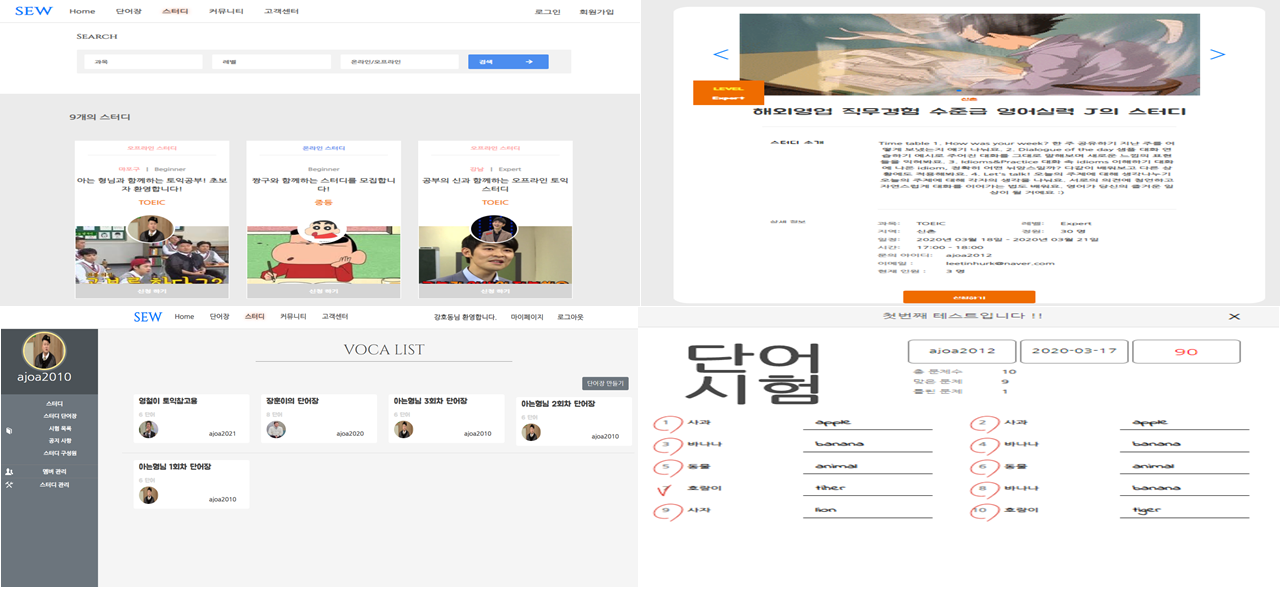 SEW Home 단어장 스터디 커뮤니티 고객센터 로그인 회원가입
SEARCH
과목 레벨 온라인/오프라인 검색 →
9개의 스터디
오프라인 스터디
마포구 | Beginner
아는 형님과 함께하는 토익공부! 초보자 환영합니다!
TOEIC
신청 하기
온라인 스터디
Beginner
짱구와 함께하는 스터디를 모집합니다!
중등
신청 하기
오프라인 스터디
강남 | Expert
공부의 신과 함께하는 오프라인 토익 스터디
TOEIC
신청 하기
LEVEL
Expert
신촌
해외영업 직무경험 수준급 영어실력 J의 스터디
스터디 소개
Time table 1. How was your week? 한 주 공유하기 지난 주를 어
떻게 보냈는지 얘기 나눠요. 2. Dialogue of the day 샘플 대화 연
습하기 예시로 주어진 대화를 그대로 말해보며 새로운 느낌의 표현
들을 익혀봐요. 3. Idioms&Practice 대화 속 idioms 이해하기 대화
에 나온 idiom, 정확히 어떤 뉘앙스일까? 다같이 배워보고 다른 상
황에도 적용해봐요. 4. Let's talk! 오늘의 주제에 대해 생각나누기
오늘의 주제에 대해 각자의 생각을 나눠요. 서로의 의견에 첨언하고
자연스럽게 대화를 이어가는 법도 배워요. 영어가 당신의 즐거운 일
상이 될 거예요 :)
상세 정보
과목: TOEIC 레벨: Expert
지역: 신촌 정원: 30 명
일정: 2020년 03월 18일 ~ 2020년 03월 21일
시간: 17:00 - 18:00
문의 아이디: ajoa2012
이메일 : leetinhurk@naver.com
현재 인원 : 3 명
신청하기
SEW Home 단어장 스터디 커뮤니티 고객센터 강호동님 환영합니다. 마이페이지 로그아웃
ajoa2010
스터디
스터디 단어장
시험 목록
공지 사항
스터디 구성원
멤버 관리
스터디 관리
VOCA LIST
단어장 만들기
영철이 토익참고용
6 단어
ajoa2021
장훈이의 단어장
6 단어
ajoa2020
아는형님 3회차 단어장
6 단어
ajoa2010
아는형님 2회차 단어장
6 단어
ajoa2010
아는형님 1회차 단어장
6 단어
ajoa2010
첫번째 테스트입니다 !!
단어
시험
ajoa2012 2020-03-17 90
총 문제수 10
맞은 문제 9
틀린 문제 1
1 사과 apple 2 사과 apple
3 바나나 banana 4 바나나 banana
5 동물 animal 6 동물 animal
7 호랑이 tiher 8 바나나 banana
9 사자 lion 10 호랑이 tiger